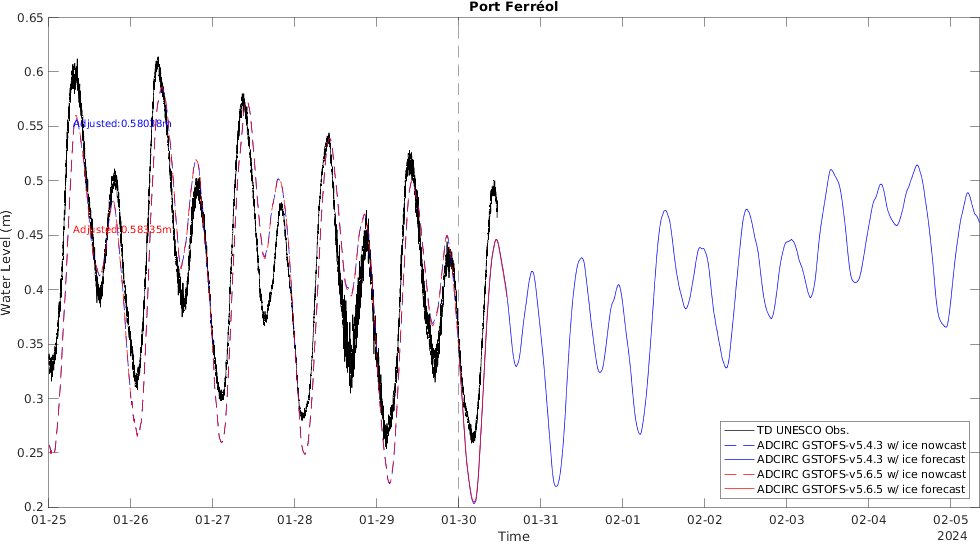 Port Ferréol
Water Level (m)
0.65
0.6
0.55
0.5
0.45
0.4
0.35
0.3
0.25
0.2
Adjusted:0.58038m
Adjusted:0.58335m
TD UNESCO Obs.
ADCIRC GSTOFS-v5.4.3 w/ ice nowcast
ADCIRC GSTOFS-v5.4.3 w/ ice forecast
ADCIRC GSTOFS-v5.6.5 w/ ice nowcast
ADCIRC GSTOFS-v5.6.5 w/ ice forecast
01-25 01-26 01-27 01-28 01-29 01-30 01-31 02-01 02-02 02-03 02-04 02-05
Time
2024